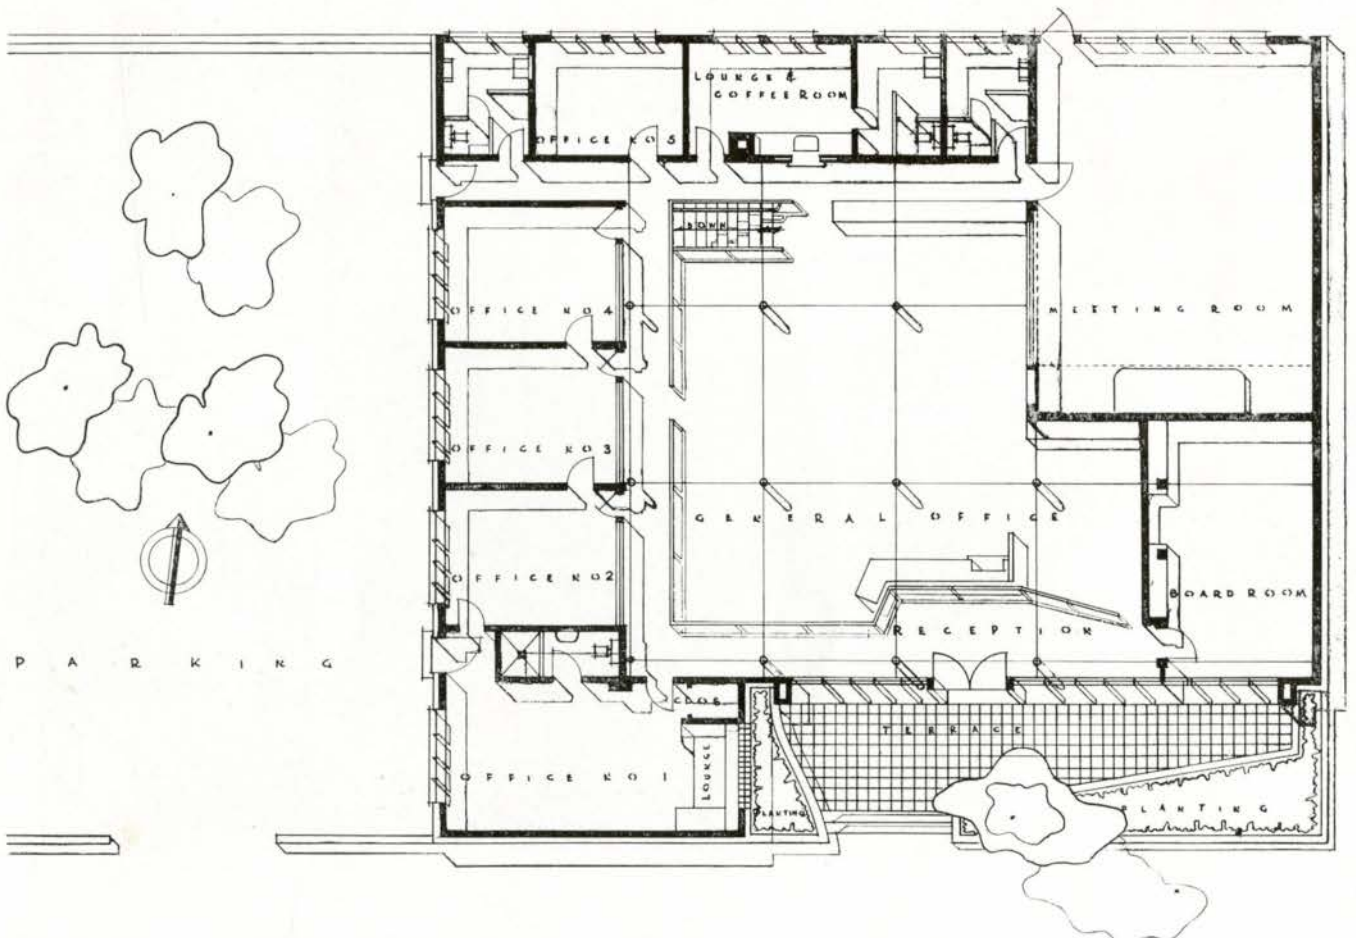 LOUNGE &
COFFEE ROOM
OFFICE NO 5
DOWN
OFFICE NO 4
MEETING ROOM
OFFICE NO 3
GENERAL OFFICE
OFFICE NO 2
BOARD ROOM
RECEPTION
PARKING
CLOS
TERRACE
OFFICE NO 1
LOUNGE
PLANTING
PLANTING